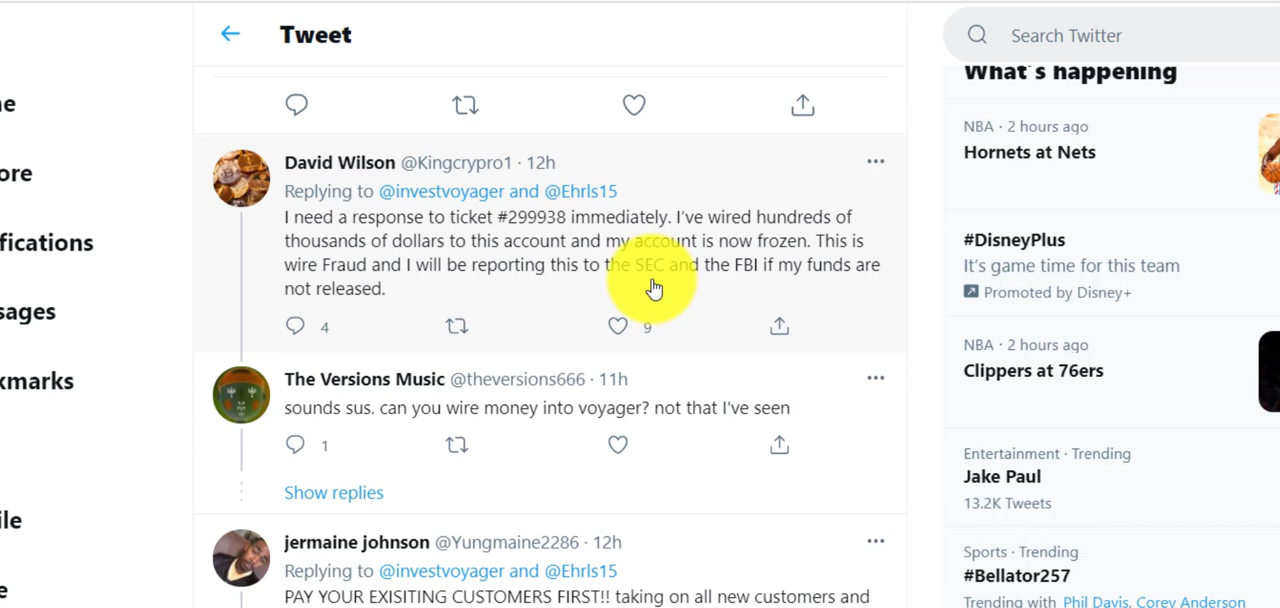 Tweet
Search Twitter
What's happening
ne
ore
fications
sages
kmarks
ile
e
David Wilson @Kingcrypro1 · 12h
Replying to @investvoyager and @Ehrls15
I need a response to ticket #299938 immediately. I've wired hundreds of
thousands of dollars to this account and my account is now frozen. This is
wire Fraud and I will be reporting this to the SEC and the FBI if my funds are
not released.
4
9
The Versions Music @theversions666 · 11h
sounds sus. can you wire money into voyager? not that I've seen
1
Show replies
jermaine johnson @Yungmaine2286 · 12h
Replying to @investvoyager and @Ehrls15
PAY YOUR EXISITING CUSTOMERS FIRST!! taking on all new customers and
NBA · 2 hours ago
Hornets at Nets
#DisneyPlus
It's game time for this team
Promoted by Disney+
NBA · 2 hours ago
Clippers at 76ers
Entertainment · Trending
Jake Paul
13.2K Tweets
Sports · Trending
#Bellator257
Trending with Phil Davis, Corey Anderson